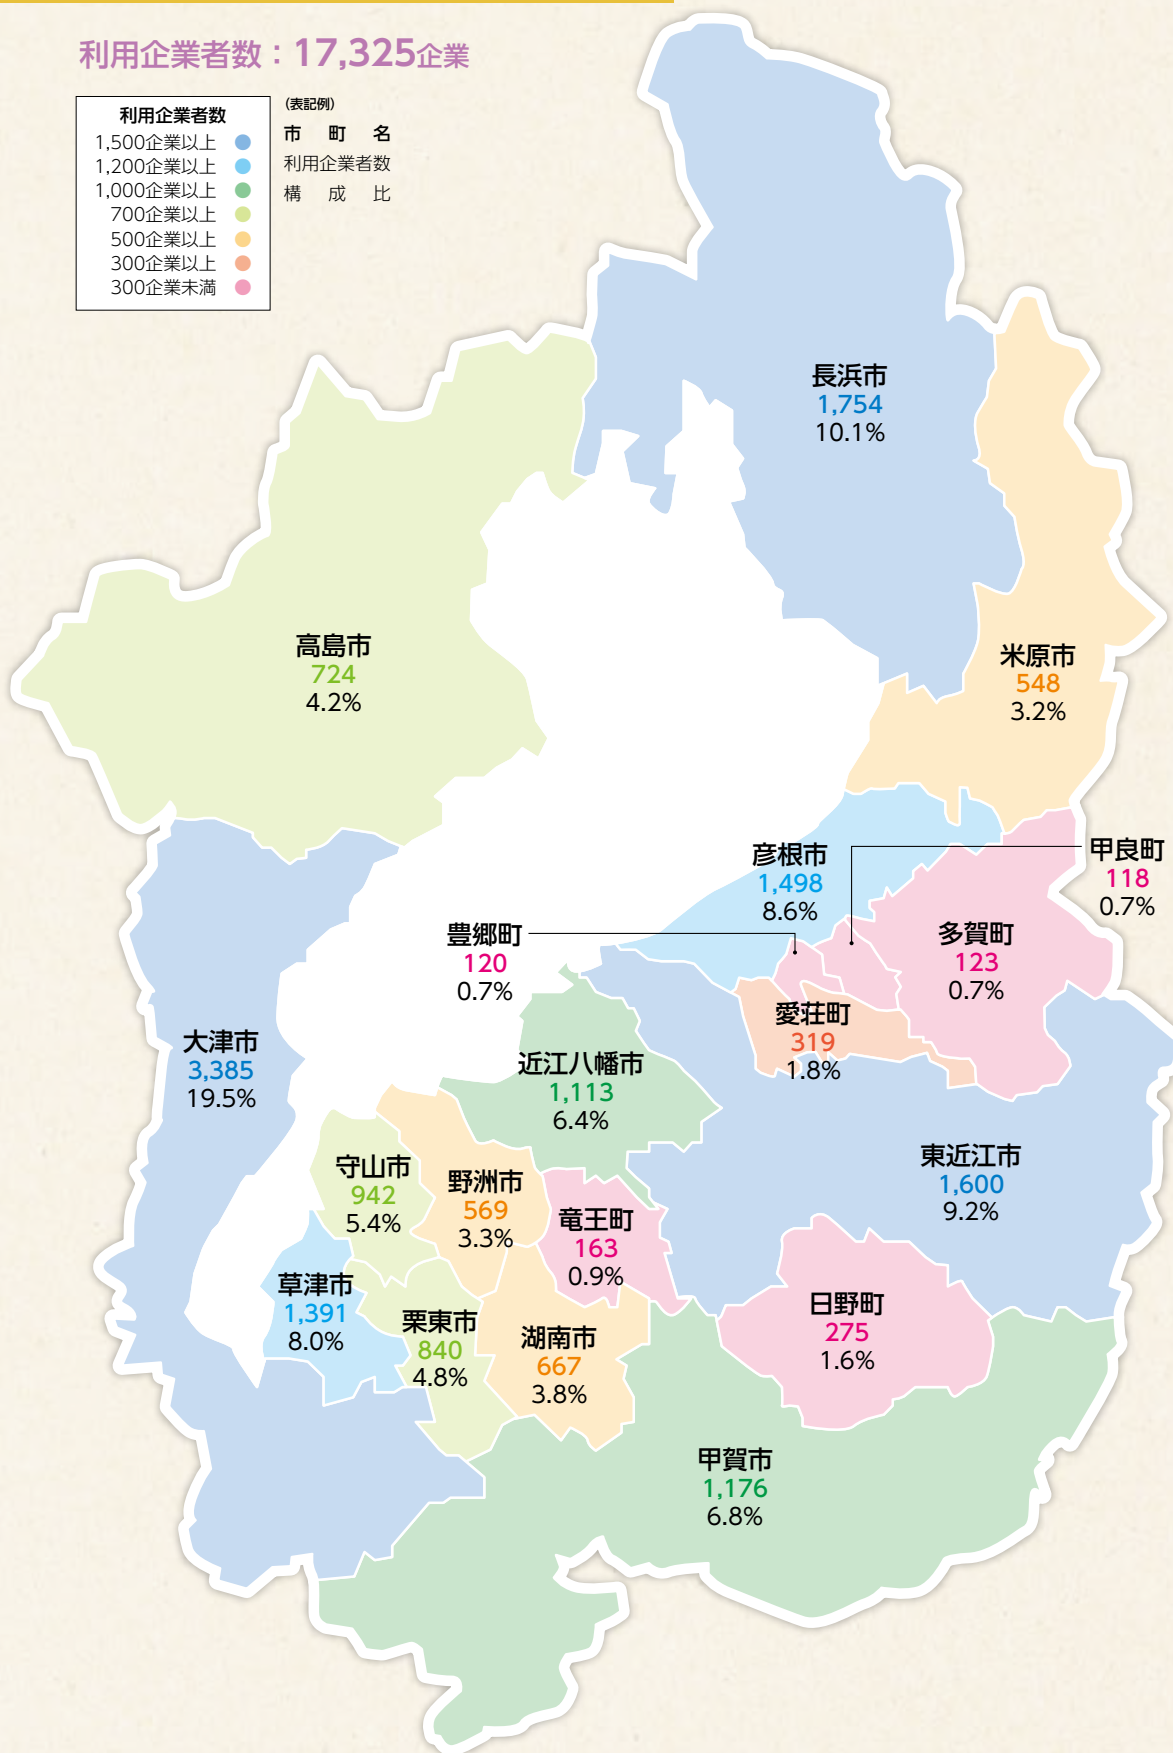 利用企業者数：17,325企業
利用企業者数
1,500企業以上
1,200企業以上
1,000企業以上
700企業以上
500企業以上
300企業以上
300企業未満
(表記例)
市町名
利用企業者数
構成比
長浜市
1,754
10.1%
高島市
724
4.2%
米原市
548
3.2%
彦根市
1,498
8.6%
甲良町
118
0.7%
豊郷町
120
0.7%
多賀町
123
0.7%
愛荘町
319
1.8%
大津市
3,385
19.5%
近江八幡市
1,113
6.4%
東近江市
1,600
9.2%
守山市
942
5.4%
野洲市
569
3.3%
竜王町
163
0.9%
草津市
1,391
8.0%
栗東市
840
4.8%
湖南市
667
3.8%
日野町
275
1.6%
甲賀市
1,176
6.8%